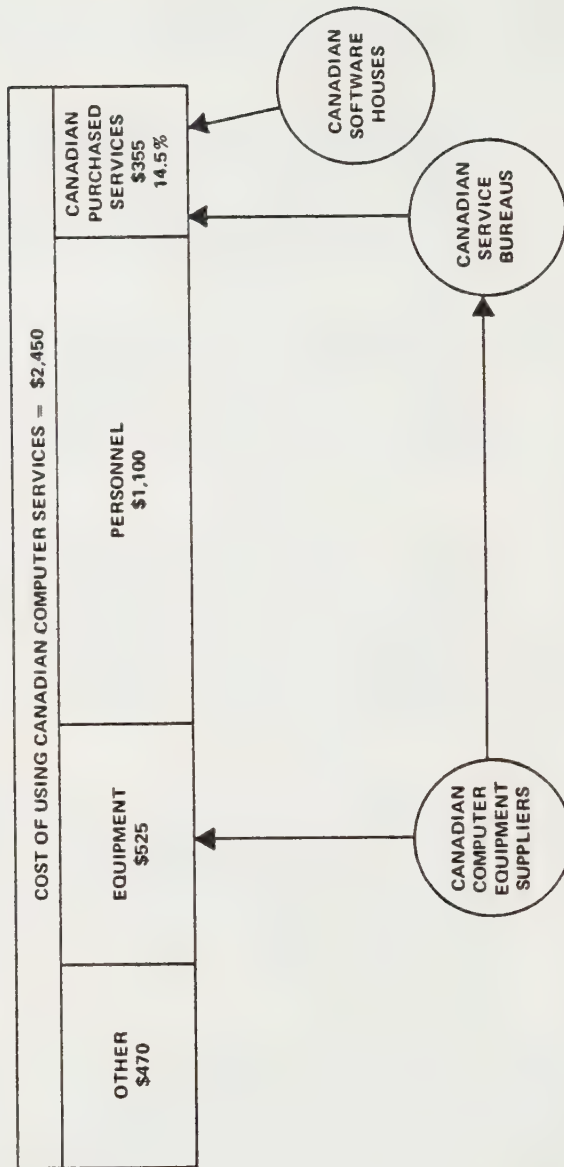 COST OF USING CANADIAN COMPUTER SERVICES = $2,450
OTHER
$470
EQUIPMENT
$525
PERSONNEL
$1,100
CANADIAN
PURCHASED
SERVICES
$355
14.5%
CANADIAN
COMPUTER
EQUIPMENT
SUPPLIERS
CANADIAN
SERVICE
BUREAUS
CANADIAN
SOFTWARE
HOUSES